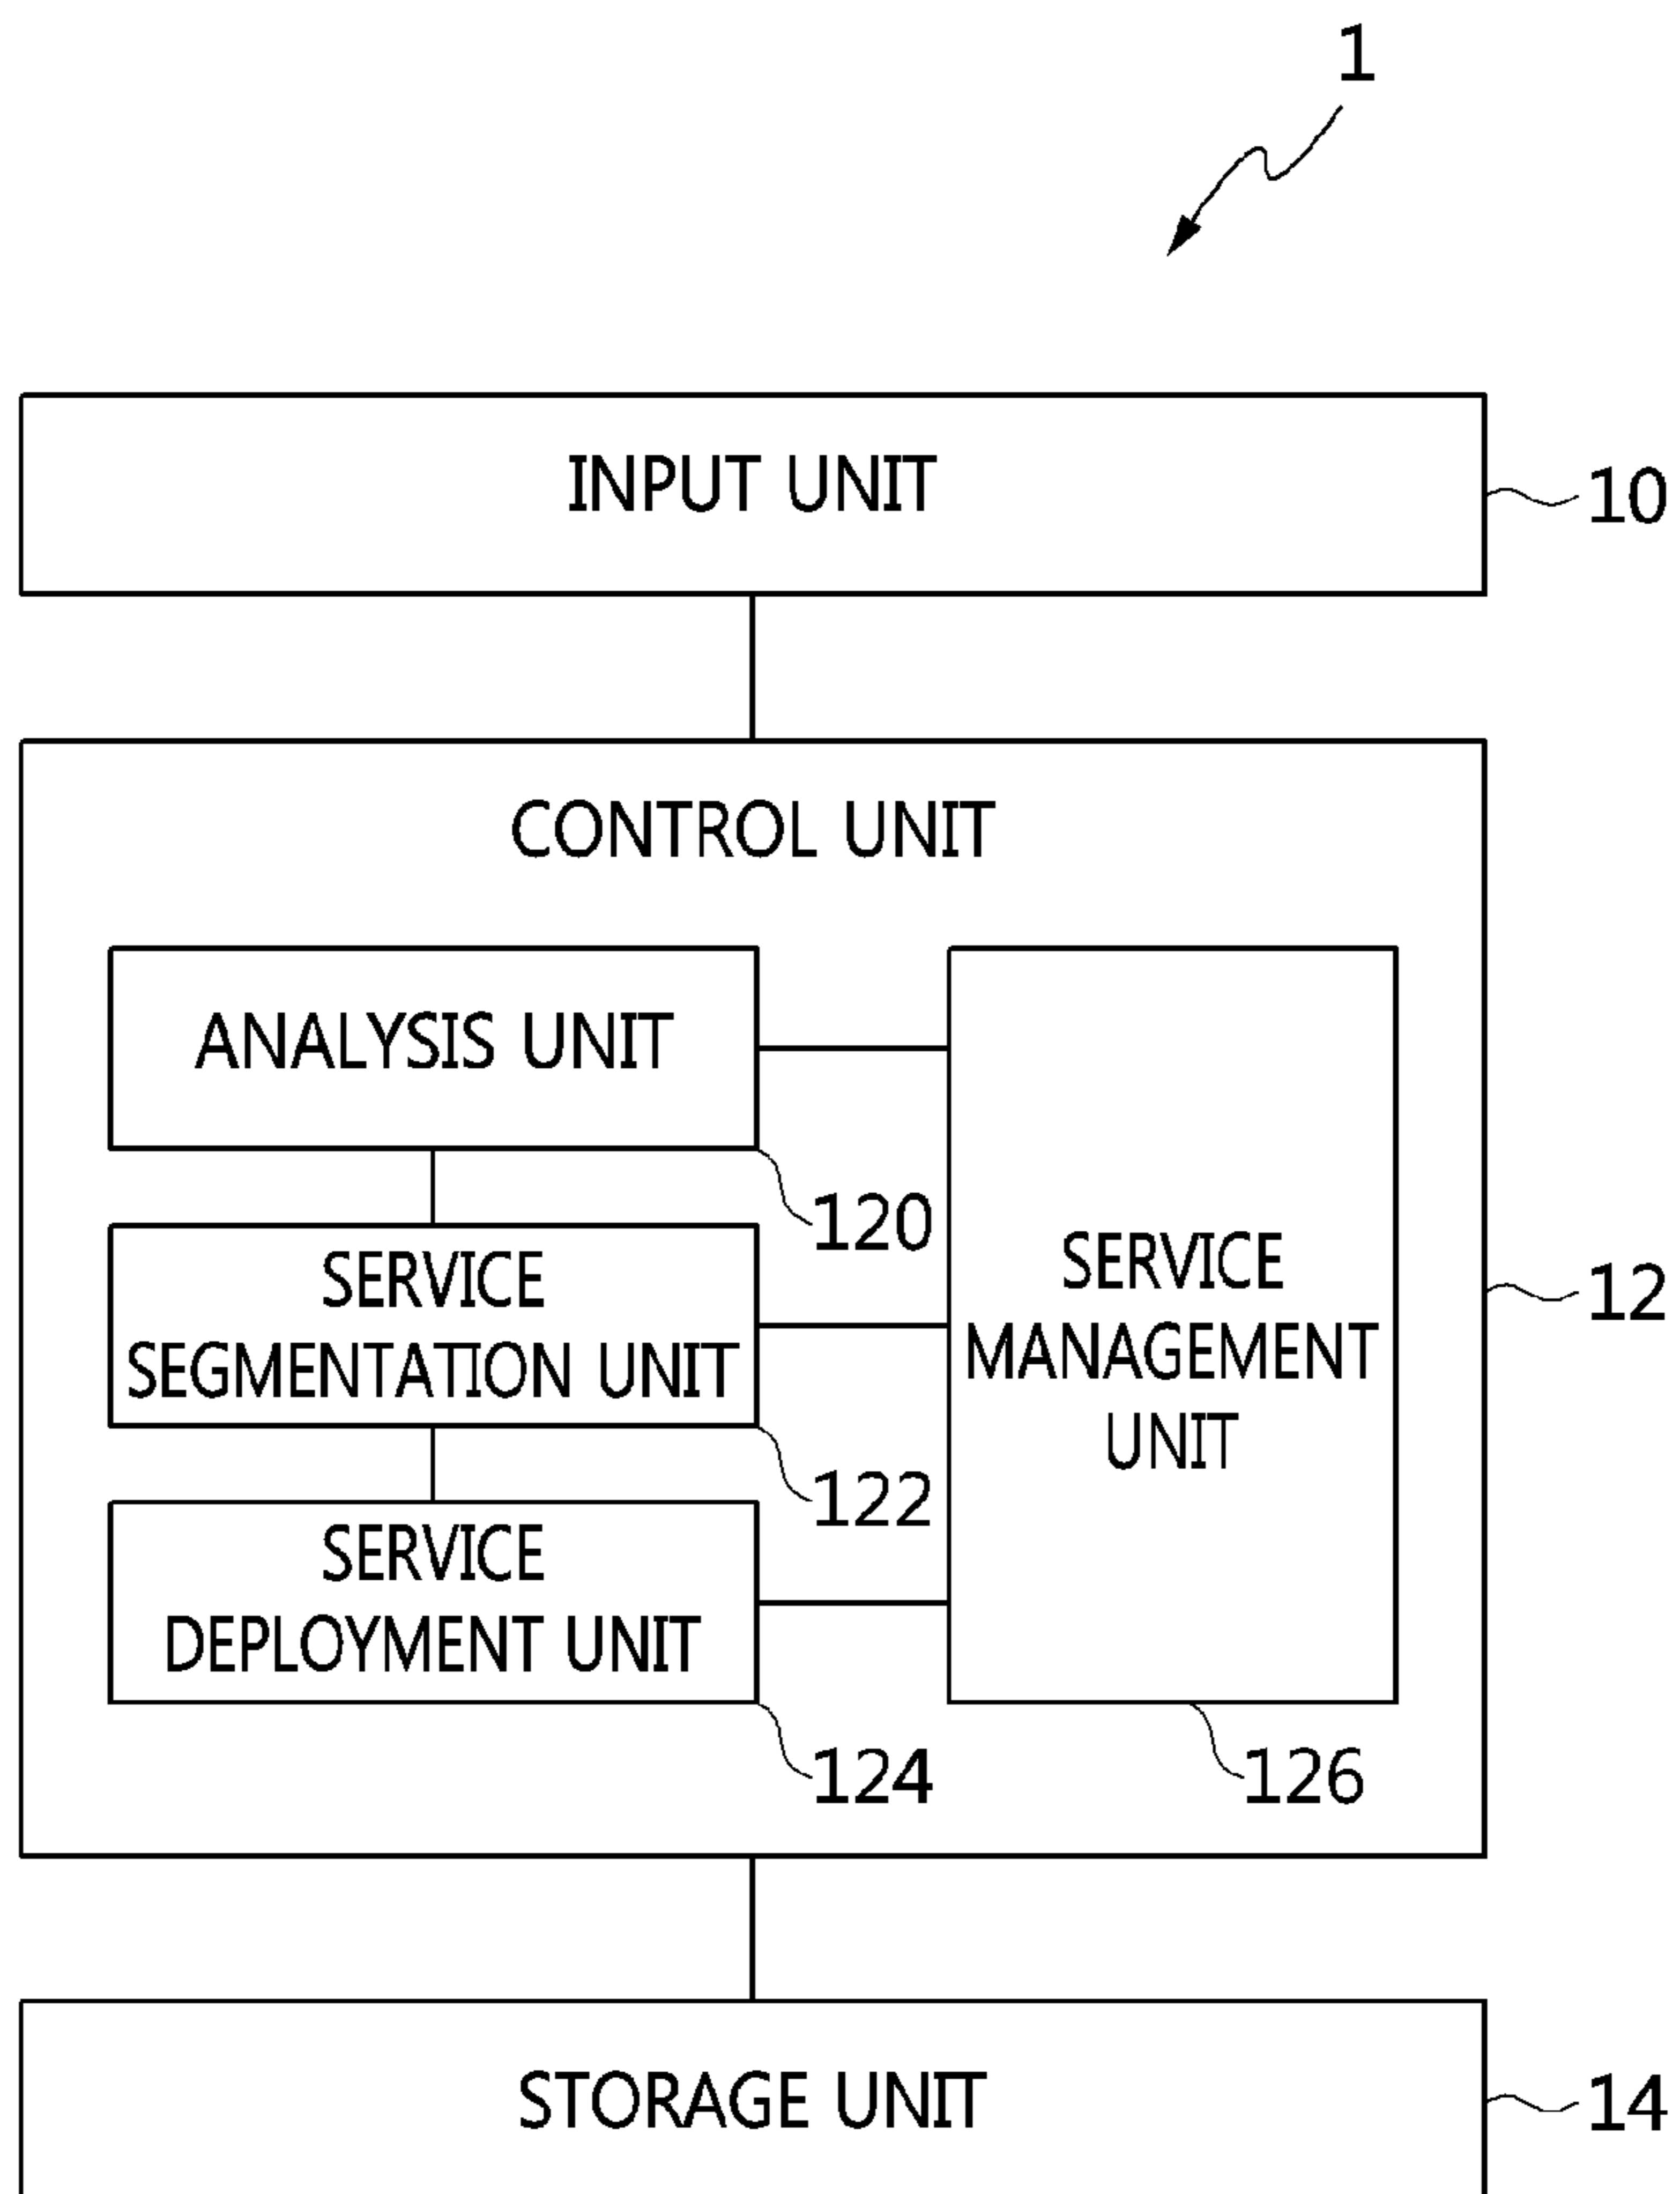 1
INPUT UNIT
10
CONTROL UNIT
ANALYSIS UNIT
120
SERVICE
SEGMENTATION UNIT
122
SERVICE
DEPLOYMENT UNIT
124
SERVICE
MANAGEMENT
UNIT
126
12
STORAGE UNIT
14